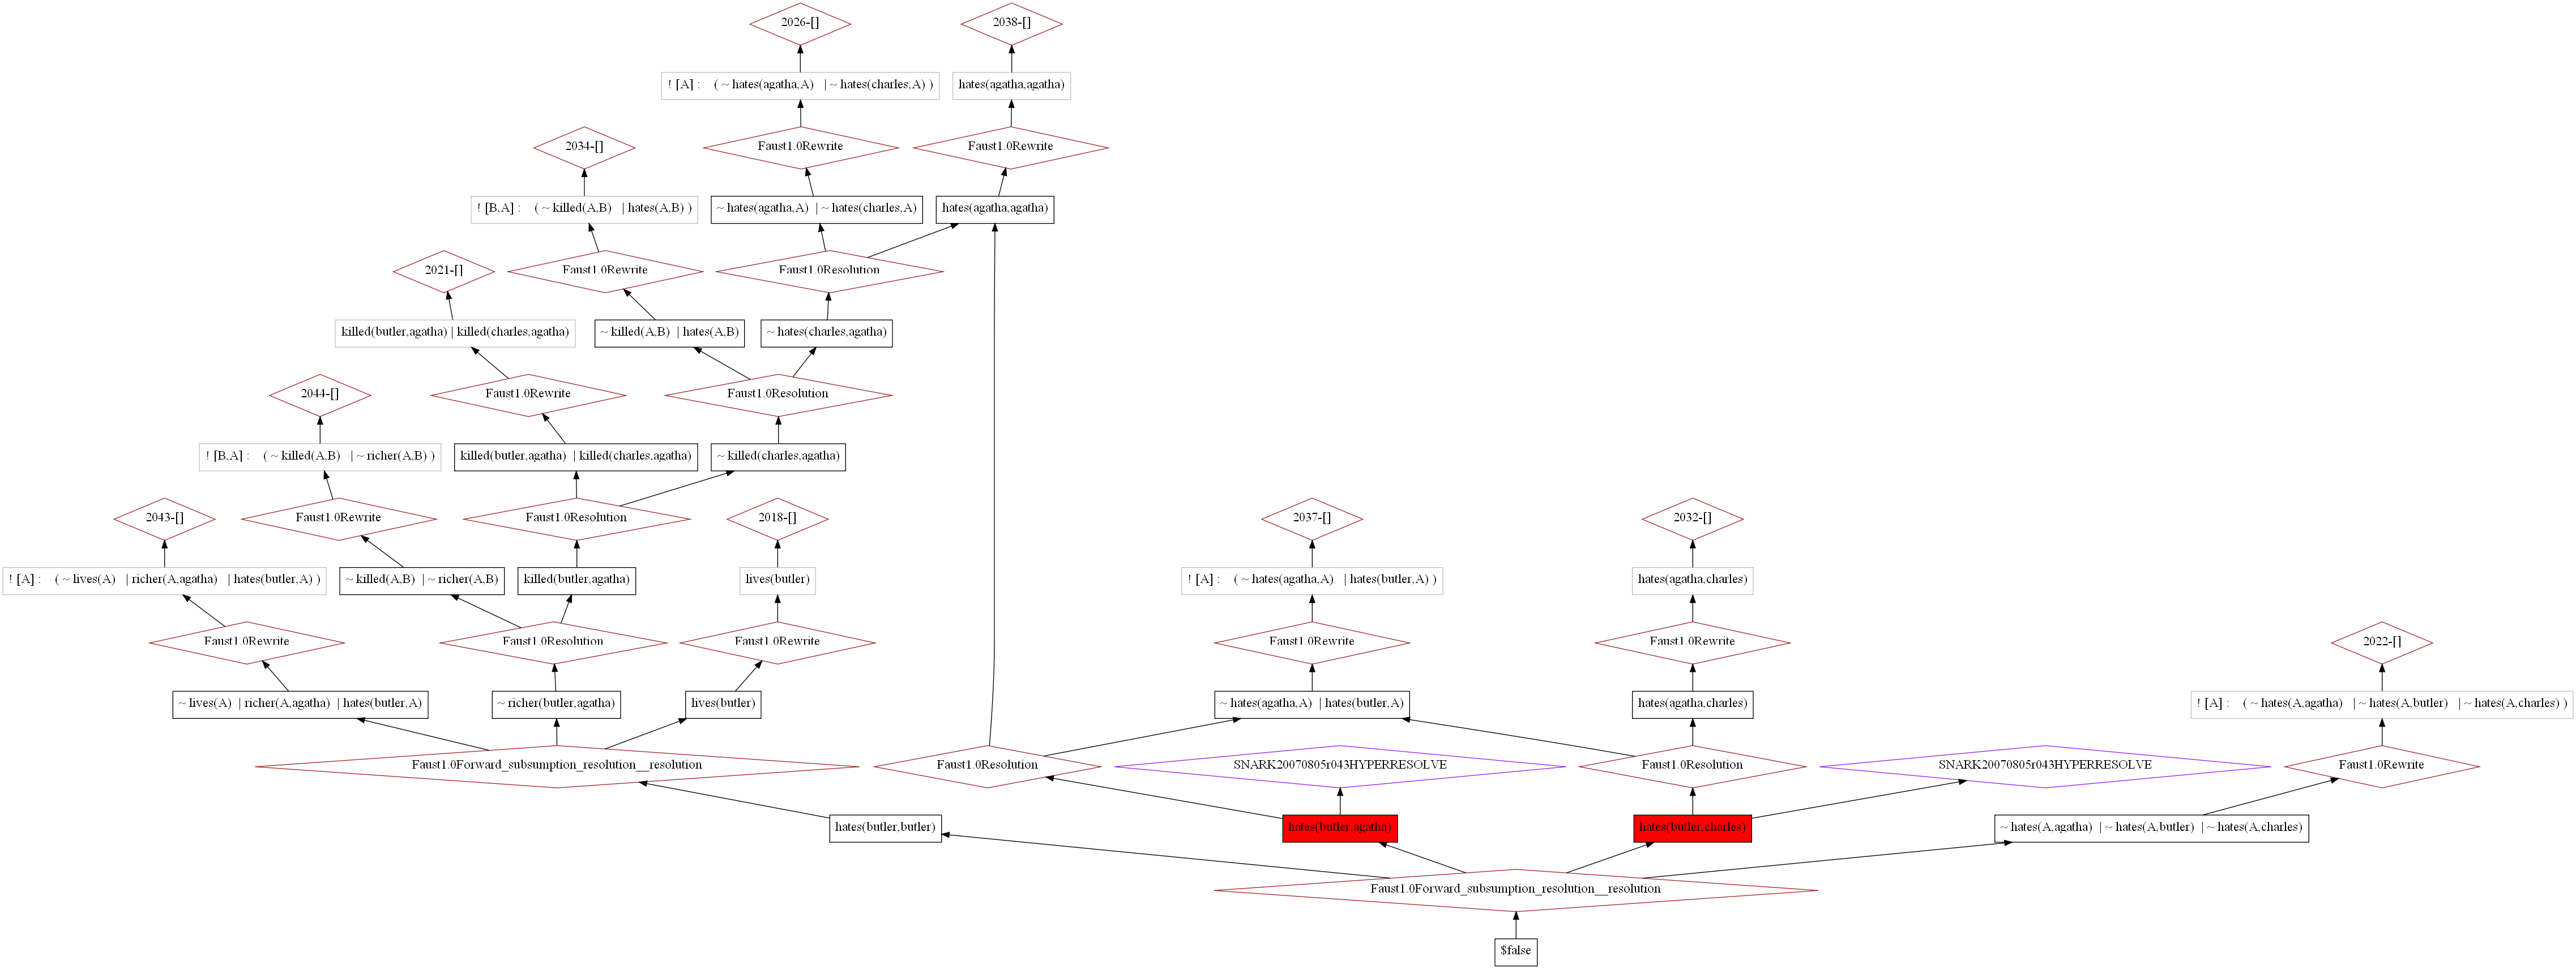 2026-[]
2038-[]
! [A] : ( ~ hates(agatha,A) | ~ hates(charles,A) )
hates(agatha,agatha)
2034-[]
Faust1.0Rewrite
Faust1.0Rewrite
! [B,A] : ( ~ killed(A,B) | hates(A,B) )
~ hates(agatha,A) | ~ hates(charles,A)
hates(agatha,agatha)
2021-[]
Faust1.0Rewrite
Faust1.0Resolution
killed(butler,agatha) | killed(charles,agatha)
~ killed(A,B) | hates(A,B)
~ hates(charles,agatha)
2044-[]
Faust1.0Rewrite
Faust1.0Resolution
! [B,A] : ( ~ killed(A,B) | ~ richer(A,B) )
killed(butler,agatha) | killed(charles,agatha)
~ killed(charles,agatha)
2043-[]
Faust1.0Rewrite
Faust1.0Resolution
2018-[]
2037-[]
2032-[]
! [A] : ( ~ lives(A) | richer(A,agatha) | hates(butler,A) )
~ killed(A,B) | ~ richer(A,B)
killed(butler,agatha)
lives(butler)
! [A] : ( ~ hates(agatha,A) | hates(butler,A) )
hates(agatha,charles)
Faust1.0Rewrite
Faust1.0Resolution
Faust1.0Rewrite
Faust1.0Rewrite
Faust1.0Rewrite
2022-[]
~ lives(A) | richer(A,agatha) | hates(butler,A)
~ richer(butler,agatha)
lives(butler)
~ hates(agatha,A) | hates(butler,A)
hates(agatha,charles)
! [A] : ( ~ hates(A,agatha) | ~ hates(A,butler) | ~ hates(A,charles) )
Faust1.0Forward_subsumption_resolution__resolution
Faust1.0Resolution
SNARK20070805r043HYPERRESOLVE
Faust1.0Resolution
SNARK20070805r043HYPERRESOLVE
Faust1.0Rewrite
hates(butler,butler)
hates(butler,agatha)
hates(butler,charles)
~ hates(A,agatha) | ~ hates(A,butler) | ~ hates(A,charles)
Faust1.0Forward_subsumption_resolution__resolution
$false